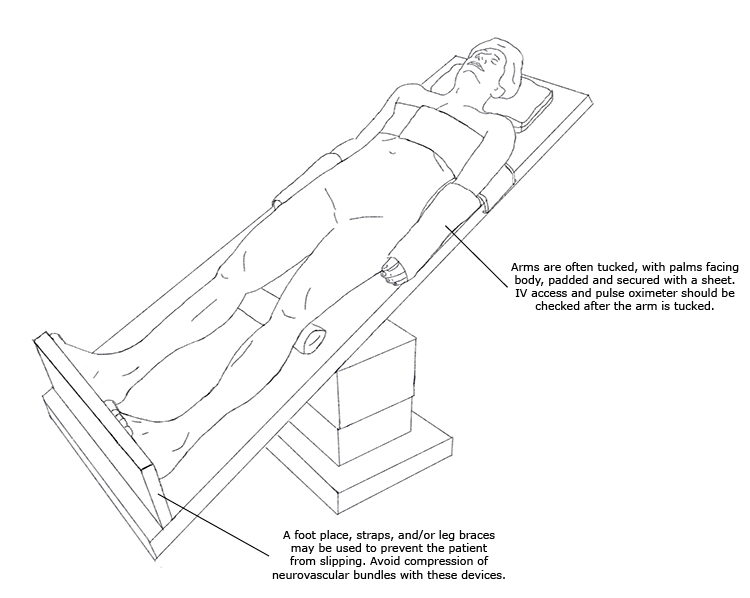 Arms are often tucked, with palms facing
body, padded and secured with a sheet.
IV access and pulse oximeter should be
checked after the arm is tucked.
A foot place, straps, and/or leg braces
may be used to prevent the patient
from slipping. Avoid compression of
neurovascular bundles with these devices.